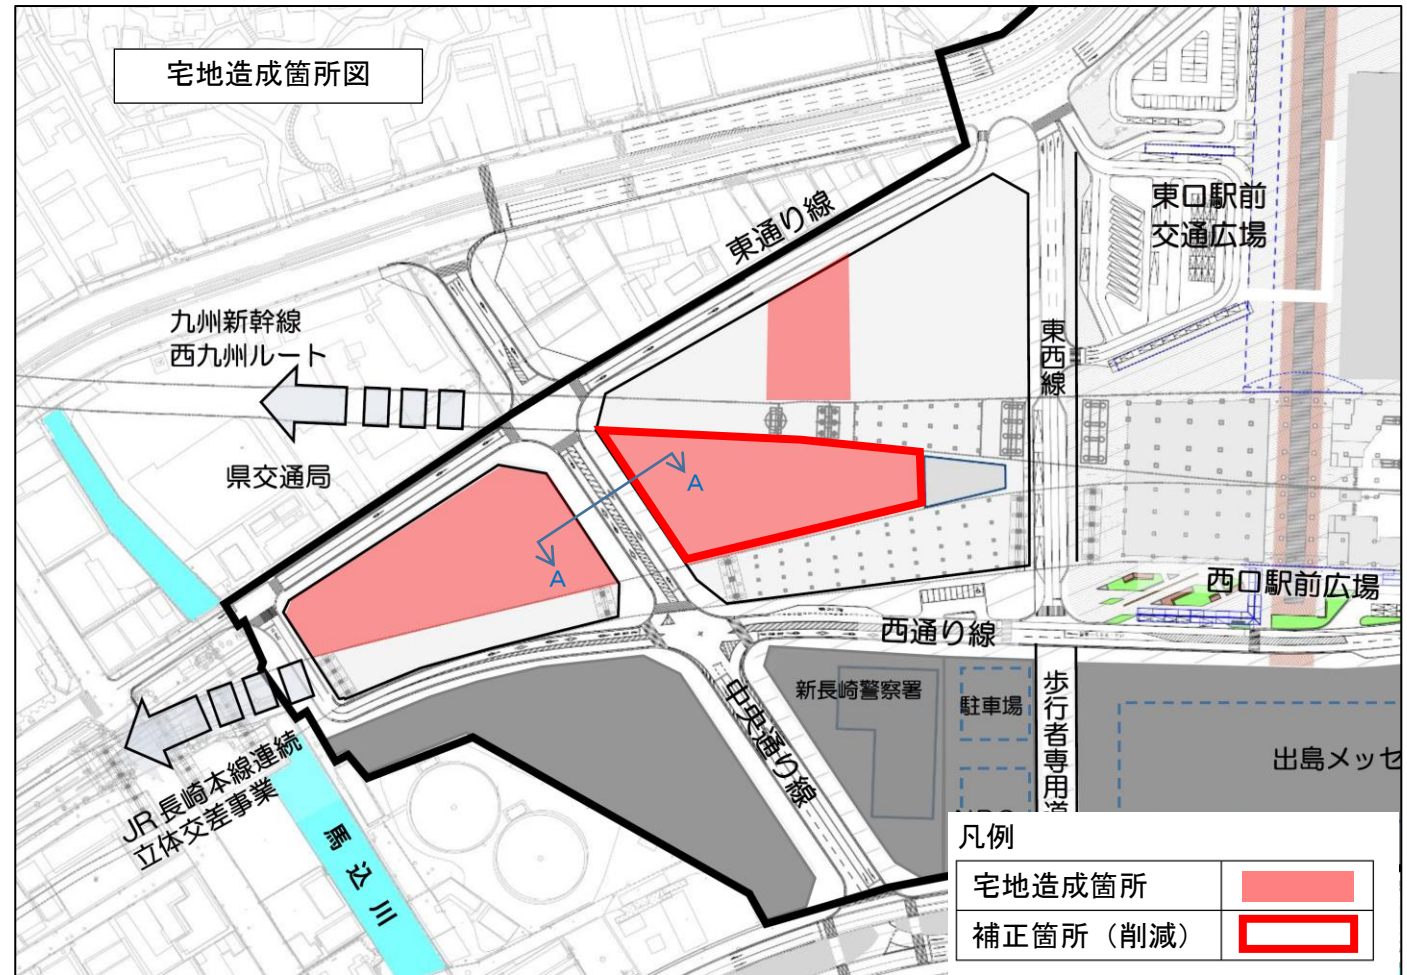 宅地造成箇所図
東通り線
東口駅前
交通広場
九州新幹線
西九州ルート
東西線
県交通局
A
A
西口駅前広場
西通り線
新長崎警察署
駐車場
歩行者専用道
中央通り線
出島メッセ
JR長崎本線連続
立体交差事業
馬込川
凡例
宅地造成箇所
補正箇所（削減）